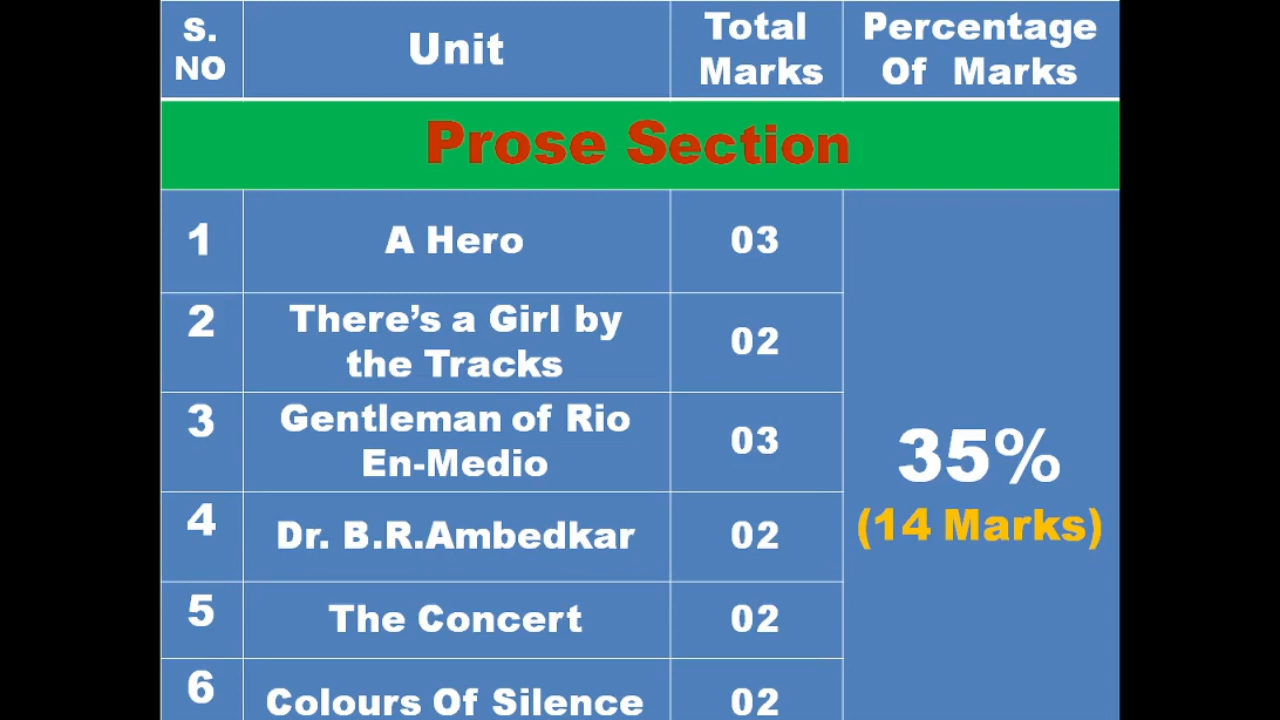 S. NO
Unit
Total Marks
Percentage Of Marks
Prose Section
1
A Hero
03
2
There's a Girl by
the Tracks
02
3
Gentleman of Rio
En-Medio
03
35%
(14 Marks)
4
Dr. B.R.Ambedkar
02
5
The Concert
02
6
Colours Of Silence
02